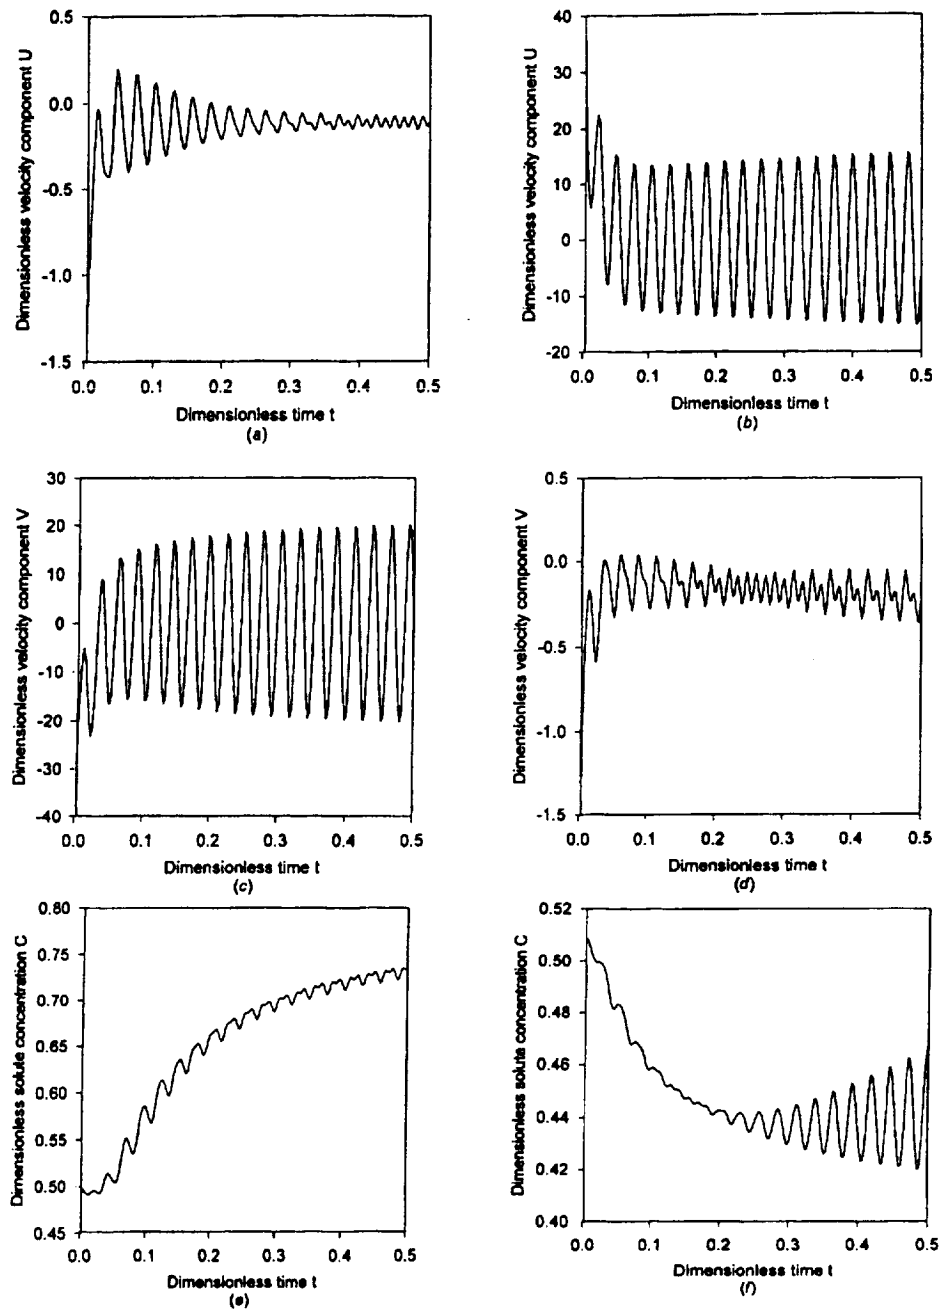 Dimensionless velocity component U
0.5
0.0
-0.5
-1.0
-1.5
0.0 0.1 0.2 0.3 0.4 0.5
Dimensionless time t
(a)
Dimensionless velocity component U
40
30
20
10
0
-10
-20
0.0 0.1 0.2 0.3 0.4 0.5
Dimensionless time t
(b)
Dimensionless velocity component V
30
20
10
0
-10
-20
-30
-40
0.0 0.1 0.2 0.3 0.4 0.5
Dimensionless time t
(c)
Dimensionless velocity component V
0.5
0.0
-0.5
-1.0
-1.5
0.0 0.1 0.2 0.3 0.4 0.5
Dimensionless time t
(d)
Dimensionless solute concentration C
0.80
0.75
0.70
0.65
0.60
0.55
0.50
0.45
0.0 0.1 0.2 0.3 0.4 0.5
Dimensionless time t
(e)
Dimensionless solute concentration C
0.52
0.50
0.48
0.46
0.44
0.42
0.40
0.0 0.1 0.2 0.3 0.4 0.5
Dimensionless time t
(f)